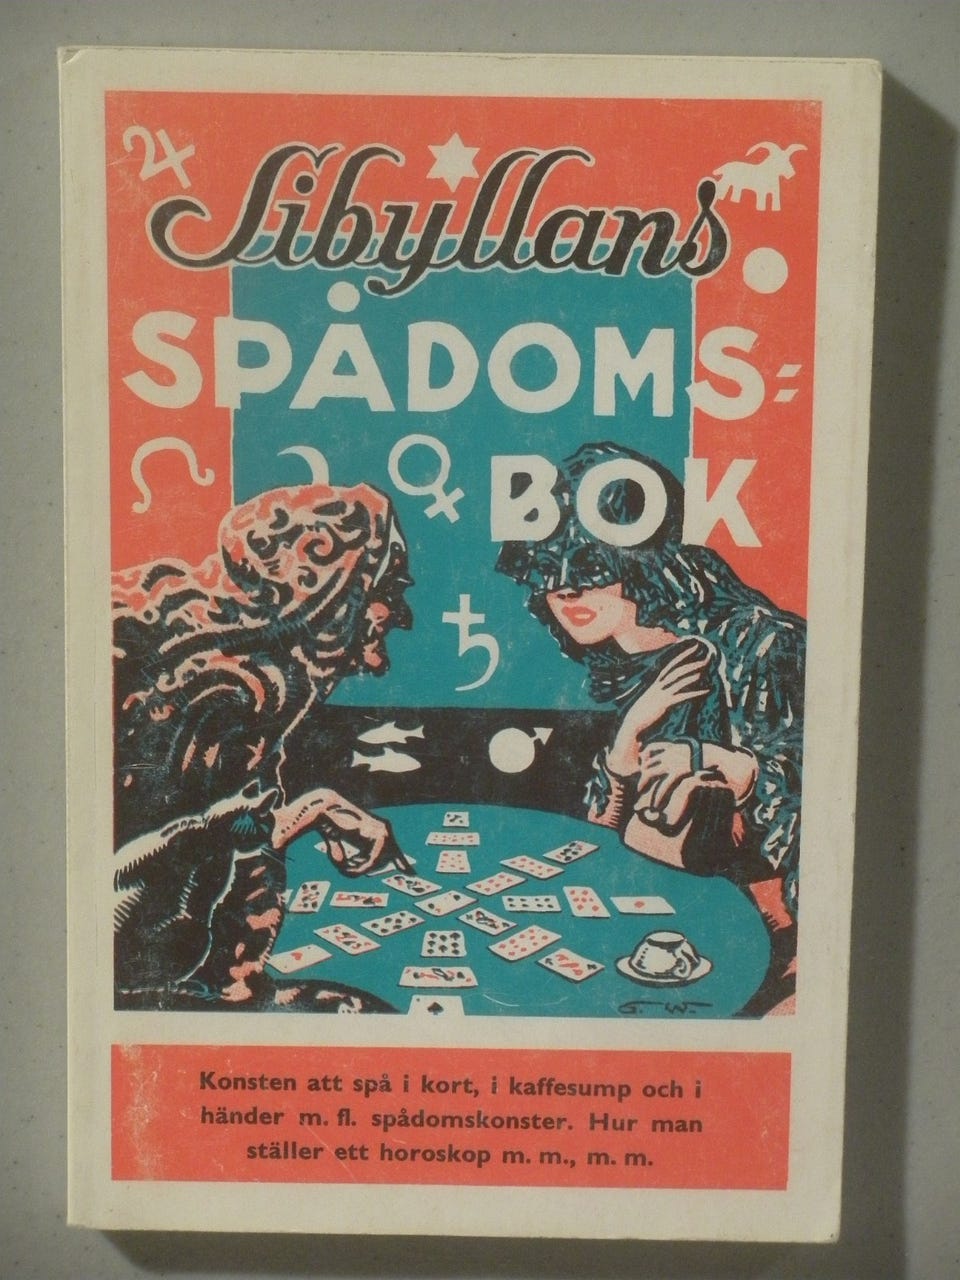 Sibyllans
SPÅDOMS=
BOK
G. W.
Konsten att spå i kort, i kaffesump och i
händer m. fl. spådomskonster. Hur man
ställer ett horoskop m. m., m. m.